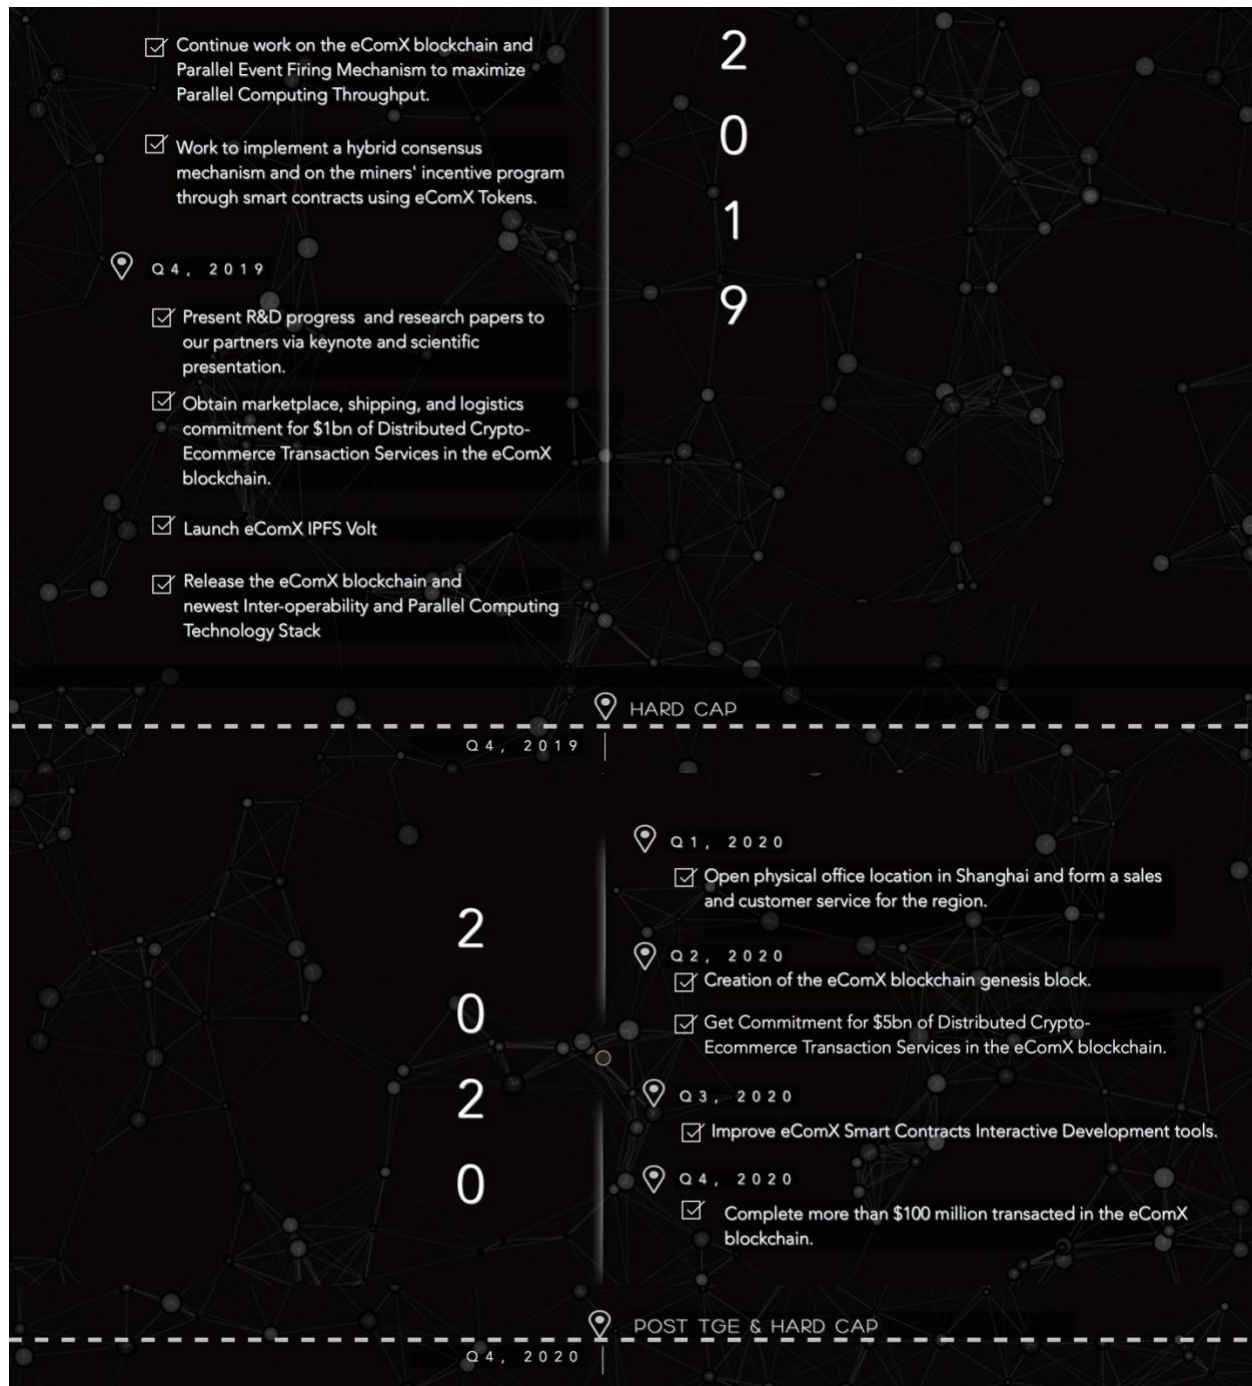 Continue work on the eComX blockchain and
Parallel Event Firing Mechanism to maximize
Parallel Computing Throughput.
Work to implement a hybrid consensus
mechanism and on the miners' incentive program
through smart contracts using eComX Tokens.
2
0
1
9
Q4, 2019
Present R&D progress  and research papers to
our partners via keynote and scientific
presentation.
Obtain marketplace, shipping, and logistics
commitment for $1bn of Distributed Crypto-
Ecommerce Transaction Services in the eComX
blockchain.
Launch eComX IPFS Volt
Release the eComX blockchain and
newest Inter-operability and Parallel Computing
Technology Stack
HARD CAP
Q4, 2019
2
0
2
0
Q1, 2020
Open physical office location in Shanghai and form a sales
and customer service for the region.
Q2, 2020
Creation of the eComX blockchain genesis block.
Get Commitment for $5bn of Distributed Crypto-
Ecommerce Transaction Services in the eComX blockchain.
Q3, 2020
Improve eComX Smart Contracts Interactive Development tools.
Q4, 2020
Complete more than $100 million transacted in the eComX
blockchain.
POST TGE & HARD CAP
Q4, 2020